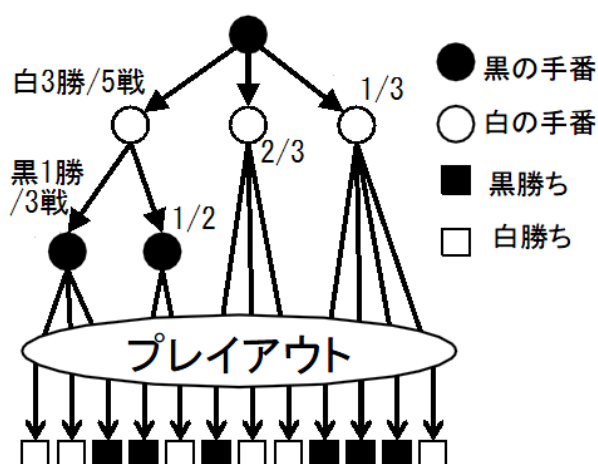 白3勝/5戦
1/3
黒の手番
白の手番
2/3
黒1勝
/3戦
1/2
黒勝ち
白勝ち
プレイアウト